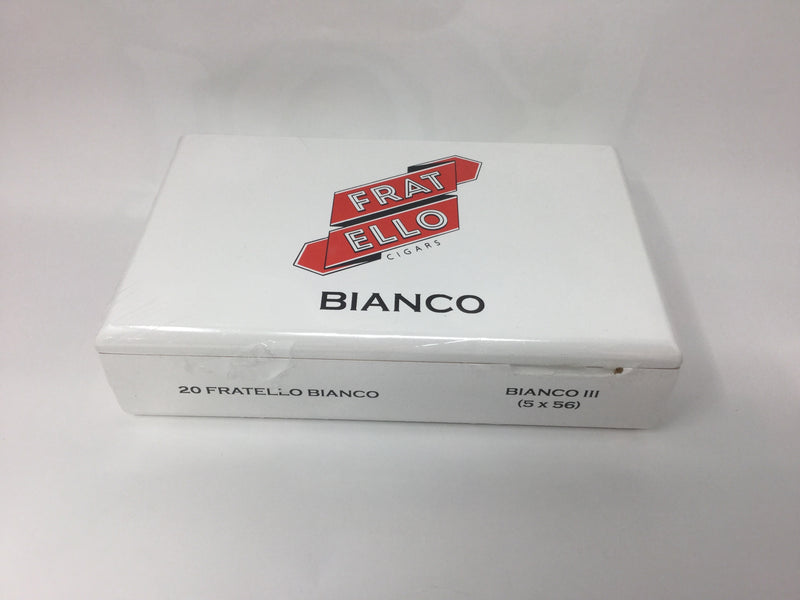 FRAT
ELLO
CIGARS
BIANCO
20 FRATELLO BIANCO
BIANCO III
(5 x 56)